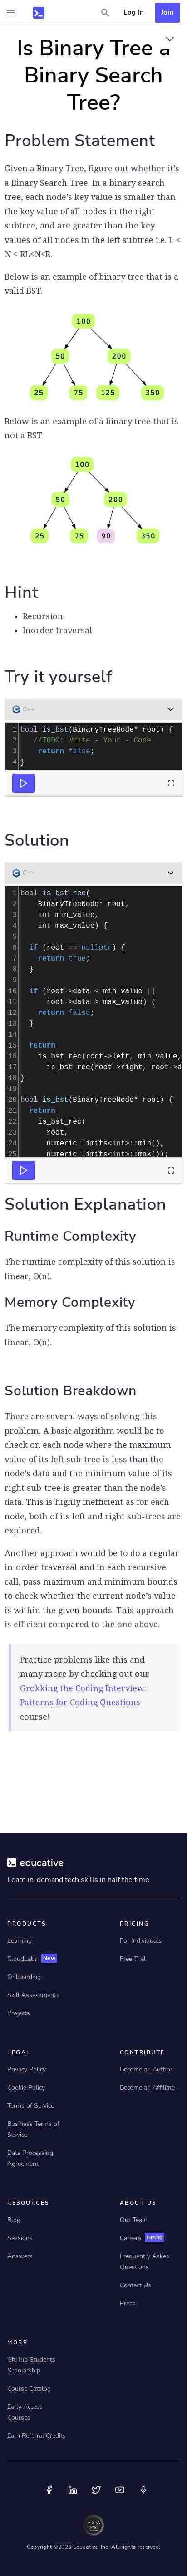 Log In
Join
Is Binary Tree a
Binary Search
Tree?
Problem Statement
Given a Binary Tree, figure out whether it’s
a Binary Search Tree. In a binary search
tree, each node’s key value is smaller than
the key value of all nodes in the right
subtree, and are greater than the key
values of all nodes in the left subtree i.e. L <
N < RL<N<R.
Below is an example of binary tree that is a
valid BST.
100
50
200
25
75
125
350
Below is an example of a binary tree that is
not a BST
100
50
200
25
75
90
350
Hint
• Recursion
• Inorder traversal
Try it yourself
C++
1 bool is_bst(BinaryTreeNode* root) {
2 //TODO: Write - Your - Code
3 return false;
4 }
Solution
C++
1 bool is_bst_rec(
2 BinaryTreeNode* root,
3 int min_value,
4 int max_value) {
5
6 if (root == nullptr) {
7 return true;
8 }
9
10 if (root->data < min_value ||
11 root->data > max_value) {
12 return false;
13 }
14
15 return
16 is_bst_rec(root->left, min_value,
17 is_bst_rec(root->right, root->d
18 }
19
20 bool is_bst(BinaryTreeNode* root) {
21 return
22 is_bst_rec(
23 root,
24 numeric_limits<int>::min(),
25 numeric_limits<int>::max());
Solution Explanation
Runtime Complexity
The runtime complexity of this solution is
linear, O(n).
Memory Complexity
The memory complexity of this solution is
linear, O(n).
Solution Breakdown
There are several ways of solving this
problem. A basic algorithm would be to
check on each node where the maximum
value of its left sub-tree is less than the
node’s data and the minimum value of its
right sub-tree is greater than the node’s
data. This is highly inefficient as for each
node, both of its left and right sub-trees are
explored.
Another approach would be to do a regular
in-order traversal and in each recursive
call, pass maximum and minimum bounds
to check whether the current node’s value
is within the given bounds. This approach
is efficient compared to the one above.
Practice problems like this and
many more by checking out our
Grokking the Coding Interview:
Patterns for Coding Questions
course!
educative
Learn in-demand tech skills in half the time
PRODUCTS
Learning
CloudLabs New
Onboarding
Skill Assessments
Projects
PRICING
For Individuals
Free Trial
LEGAL
Privacy Policy
Cookie Policy
Terms of Service
Business Terms of
Service
Data Processing
Agreement
CONTRIBUTE
Become an Author
Become an Affiliate
RESOURCES
Blog
Sessions
Answers
ABOUT US
Our Team
Careers Hiring
Frequently Asked
Questions
Contact Us
Press
MORE
GitHub Students
Scholarship
Course Catalog
Early Access
Courses
Earn Referral Credits
Copyright ©2023 Educative, Inc. All rights reserved.